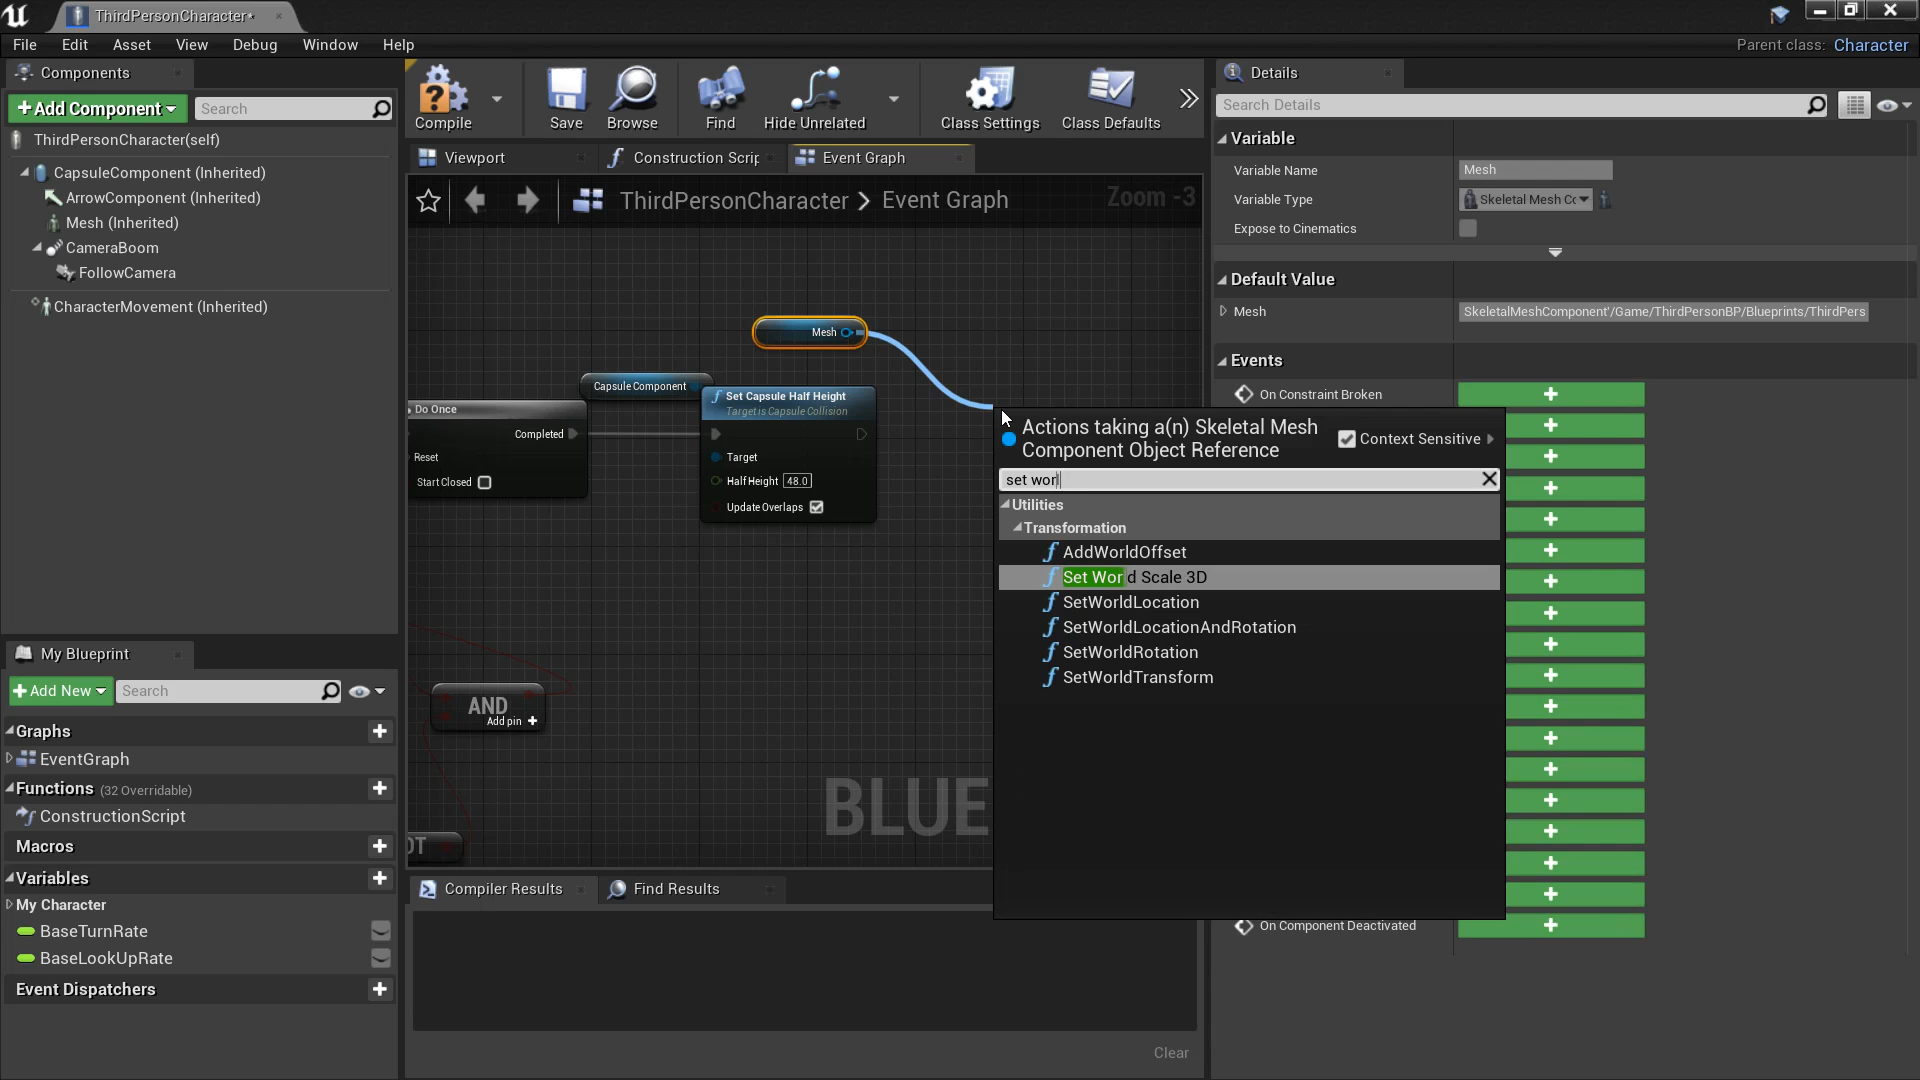 ThirdPersonCharacter*
File Edit Asset View Debug Window Help
Parent class: Character
Components
Add Component
Search
ThirdPersonCharacter(self)
CapsuleComponent (Inherited)
ArrowComponent (Inherited)
Mesh (Inherited)
CameraBoom
FollowCamera
CharacterMovement (Inherited)
My Blueprint
Add New
Search
Graphs
EventGraph
Functions (32 Overridable)
ConstructionScript
Macros
Variables
My Character
BaseTurnRate
BaseLookUpRate
Event Dispatchers
Compile
Save
Browse
Find
Hide Unrelated
Class Settings
Class Defaults
Viewport
Construction Scrip
Event Graph
ThirdPersonCharacter > Event Graph
Zoom -3
Mesh
Capsule Component
Do Once
Completed
Reset
Start Closed
Set Capsule Half Height
Target is Capsule Collision
Target
Half Height 48.0
Update Overlaps
AND
Add pin +
OT
BLUE
Actions taking a(n) Skeletal Mesh
Component Object Reference
Context Sensitive
set worl
Utilities
Transformation
AddWorldOffset
Set World Scale 3D
SetWorldLocation
SetWorldLocationAndRotation
SetWorldRotation
SetWorldTransform
Compiler Results
Find Results
Clear
Details
Search Details
Variable
Variable Name Mesh
Variable Type Skeletal Mesh Cc
Expose to Cinematics
Default Value
Mesh SkeletalMeshComponent'/Game/ThirdPersonBP/Blueprints/ThirdPers
Events
On Constraint Broken
On Component Deactivated